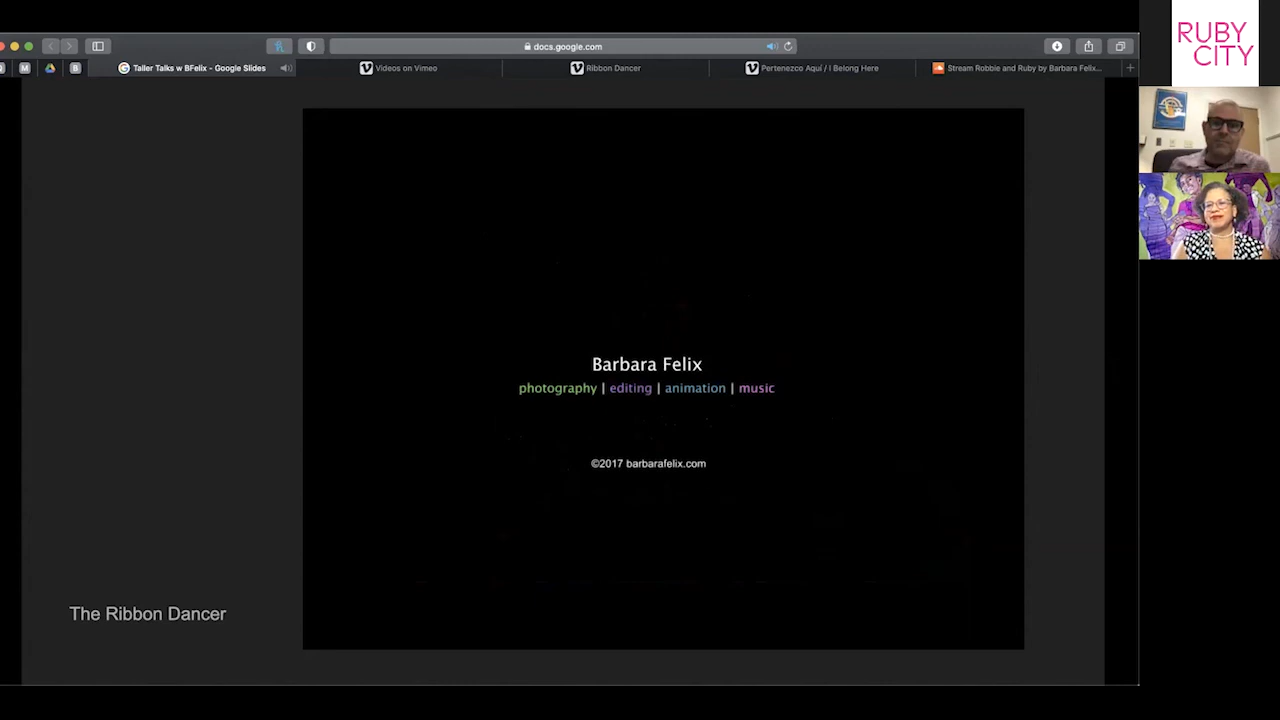 docs.google.com
M
B
Taller Talks w BFelix - Google Slides
Videos on Vimeo
Ribbon Dancer
Pertenezco Aquí / I Belong Here
Stream Robbie and Ruby by Barbara Felix...
RUBY
CITY
Barbara Felix
photography | editing | animation | music
©2017 barbarafelix.com
The Ribbon Dancer